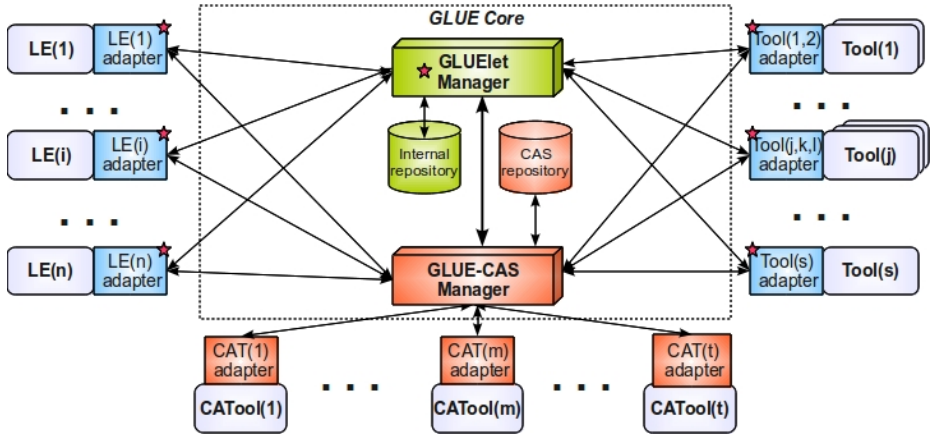 GLUE Core
LE(1)
LE(1)
adapter
GLUElet
Manager
Tool(1,2)
adapter
Tool(1)
. . .
. . .
Internal
repository
CAS
repository
LE(i)
LE(i)
adapter
Tool(j,k,l)
adapter
Tool(j)
. . .
. . .
LE(n)
LE(n)
adapter
GLUE-CAS
Manager
Tool(s)
adapter
Tool(s)
CAT(1)
adapter
. . .
CAT(m)
adapter
. . .
CAT(t)
adapter
CATool(1)
CATool(m)
CATool(t)